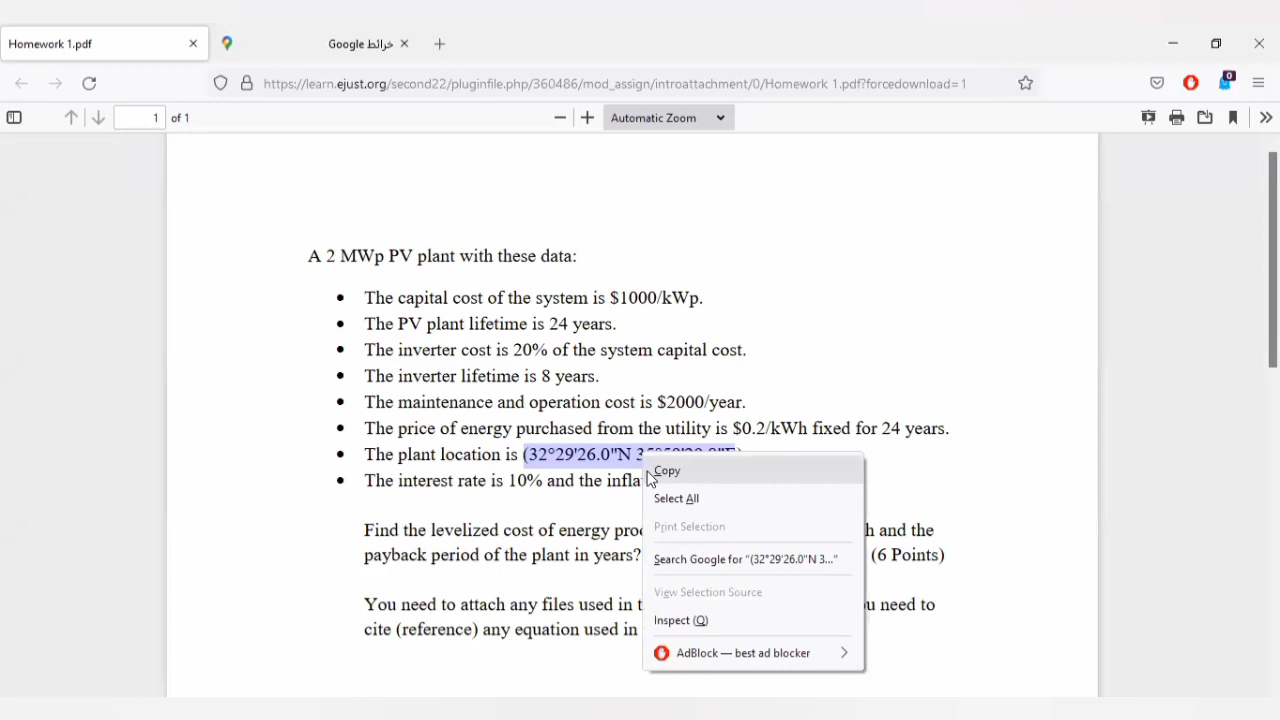 Homework 1.pdf
خرائط Google
https://learn.ejust.org/second22/pluginfile.php/360486/mod_assign/introattachment/0/Homework 1.pdf?forcedownload=1
0
1 of 1
Automatic Zoom
A 2 MWp PV plant with these data:
• The capital cost of the system is $1000/kWp.
• The PV plant lifetime is 24 years.
• The inverter cost is 20% of the system capital cost.
• The inverter lifetime is 8 years.
• The maintenance and operation cost is $2000/year.
• The price of energy purchased from the utility is $0.2/kWh fixed for 24 years.
• The plant location is (32°29'26.0"N
• The interest rate is 10% and the
Find the levelized cost of energy h and the
payback period of the plant in years? (6 Points)
You need to attach any files used in need to
cite (reference) any equation used in
Copy
Select All
Print Selection
Search Google for "(32°29'26.0"N 3..."
View Selection Source
Inspect (Q)
AdBlock — best ad blocker